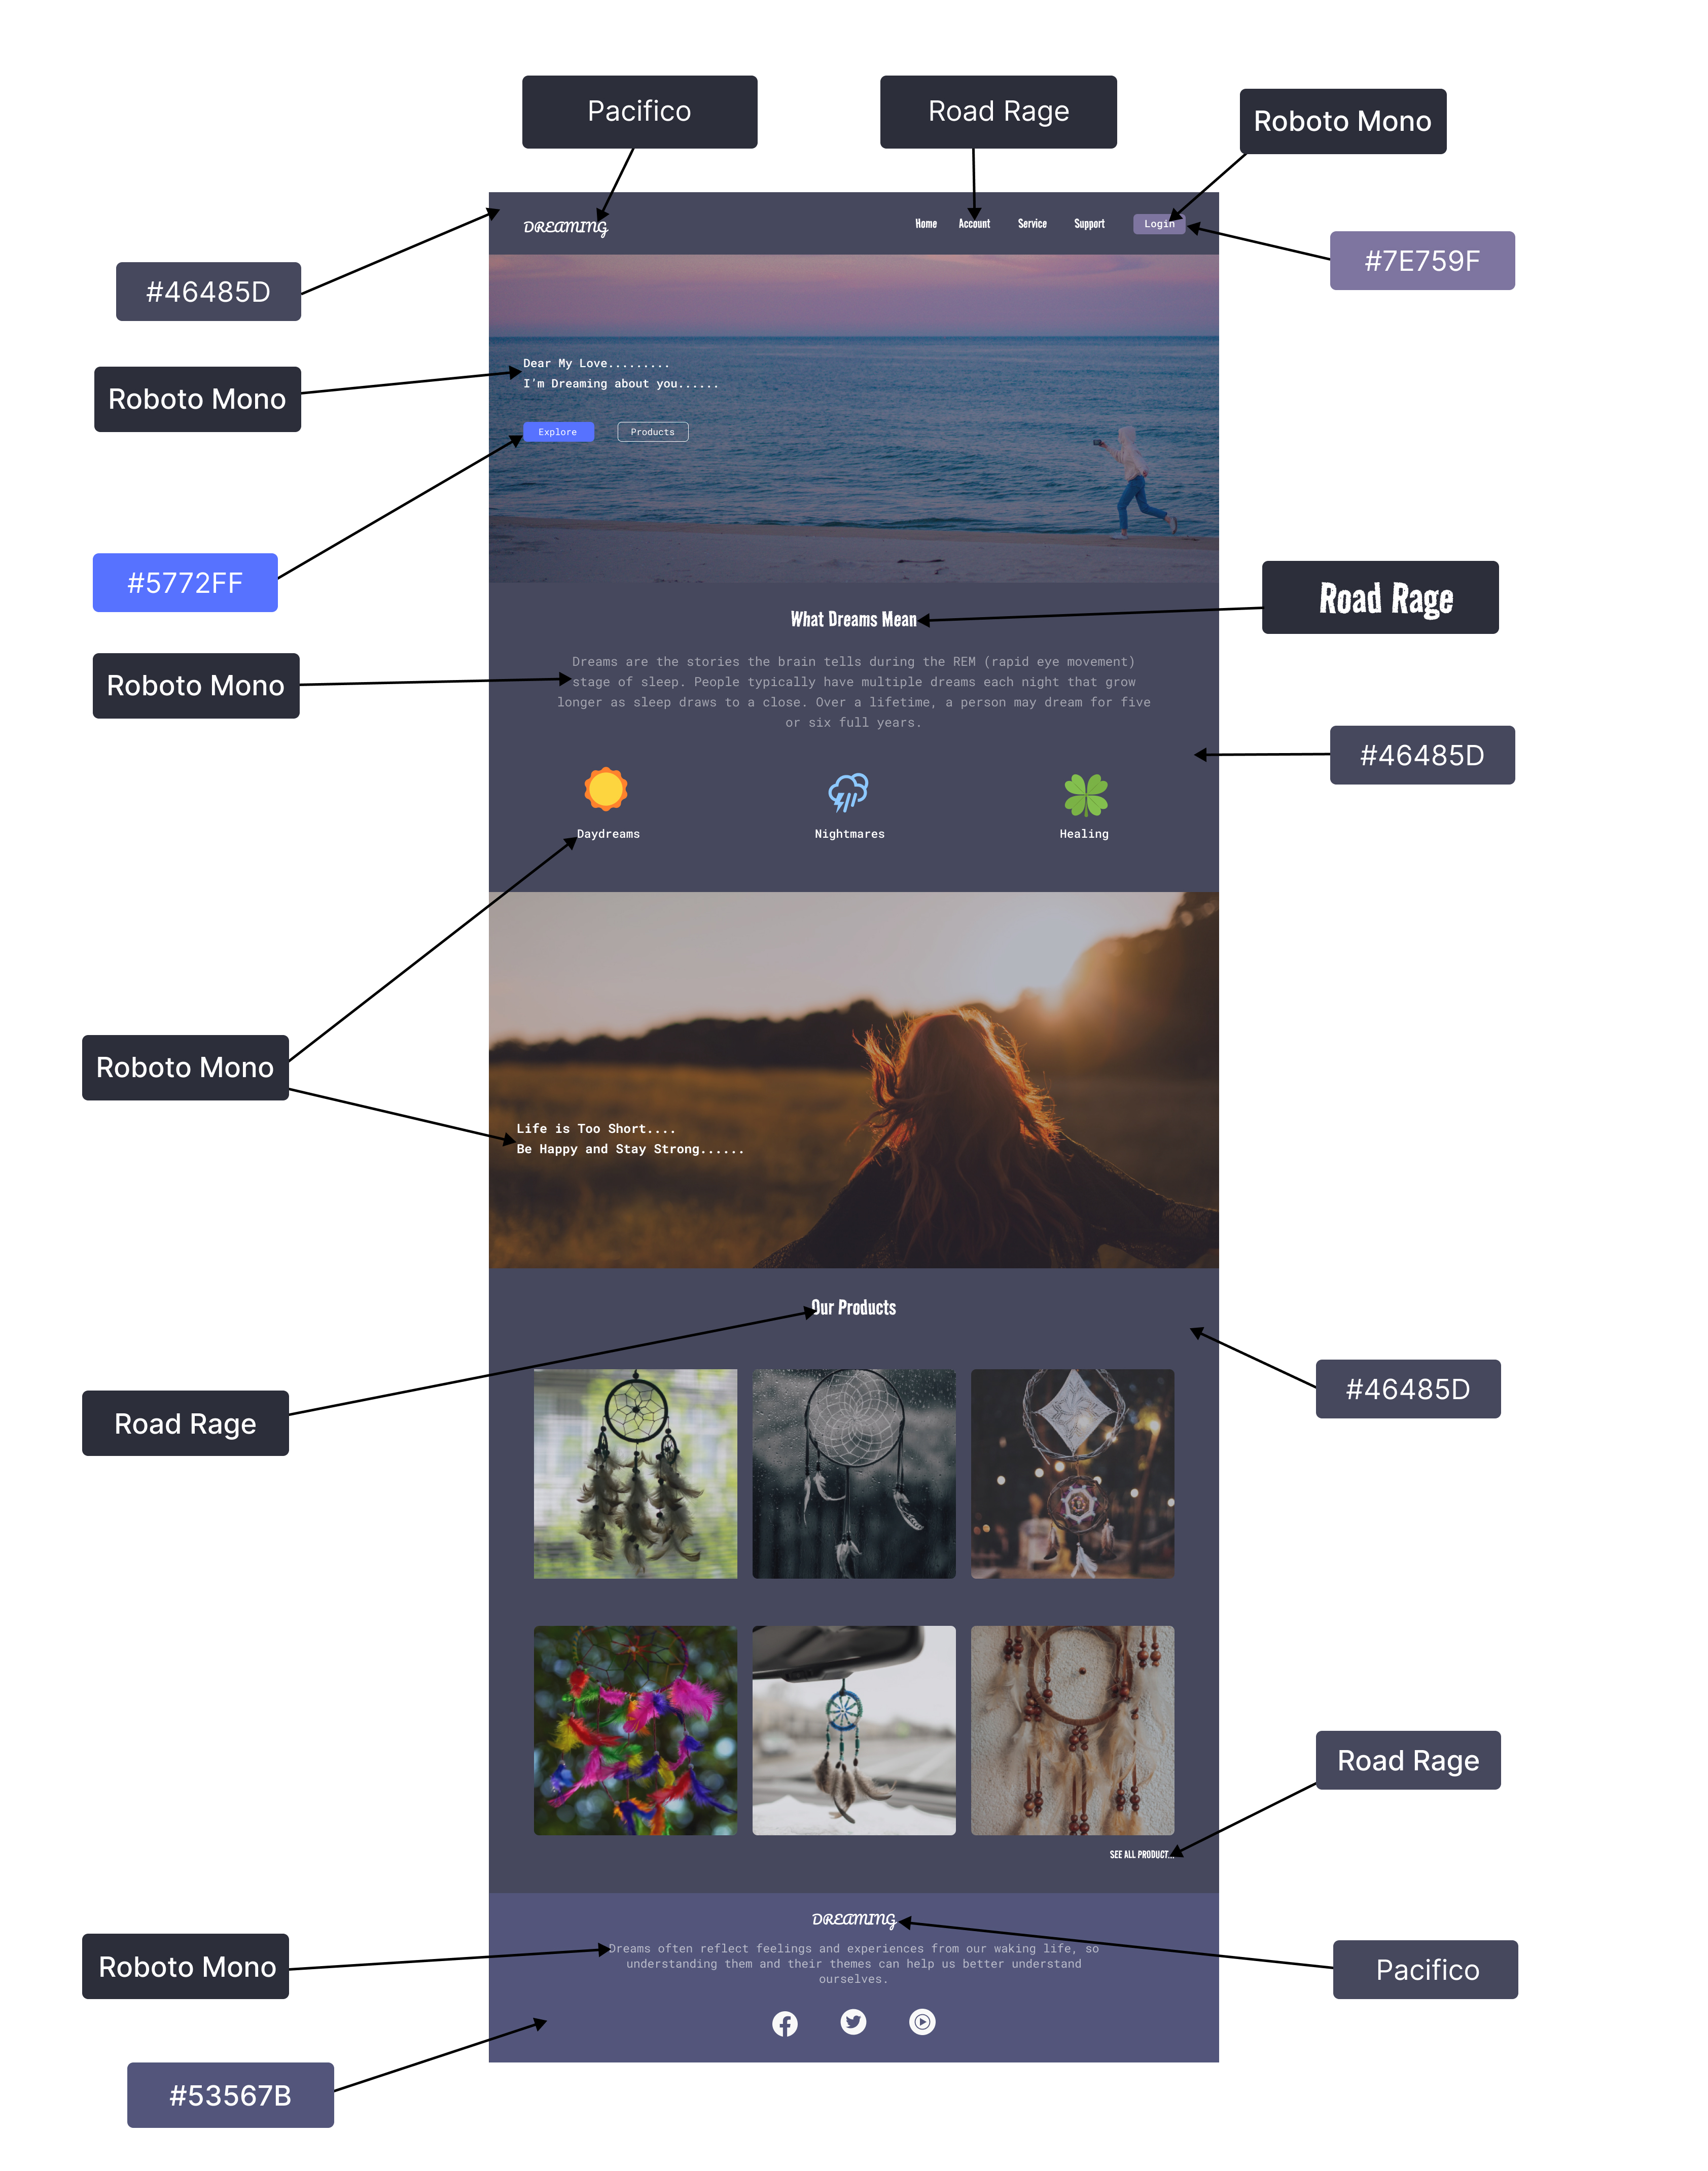 Pacifico
Road Rage
Roboto Mono
DREAMING
Home Account Service Support Login
#7E759F
#46485D
Dear My Love.........
I'm Dreaming about you......
Roboto Mono
Explore Products
#5772FF
Road Rage
What Dreams Mean
Roboto Mono
Dreams are the stories the brain tells during the REM (rapid eye movement)
stage of sleep. People typically have multiple dreams each night that grow
longer as sleep draws to a close. Over a lifetime, a person may dream for five
or six full years.
#46485D
Daydreams Nightmares Healing
Roboto Mono
Life is Too Short....
Be Happy and Stay Strong......
Our Products
#46485D
Road Rage
Road Rage
SEE ALL PRODUCT...
DREAMING
Roboto Mono
Dreams often reflect feelings and experiences from our waking life, so
understanding them and their themes can help us better understand
ourselves.
Pacifico
#53567B